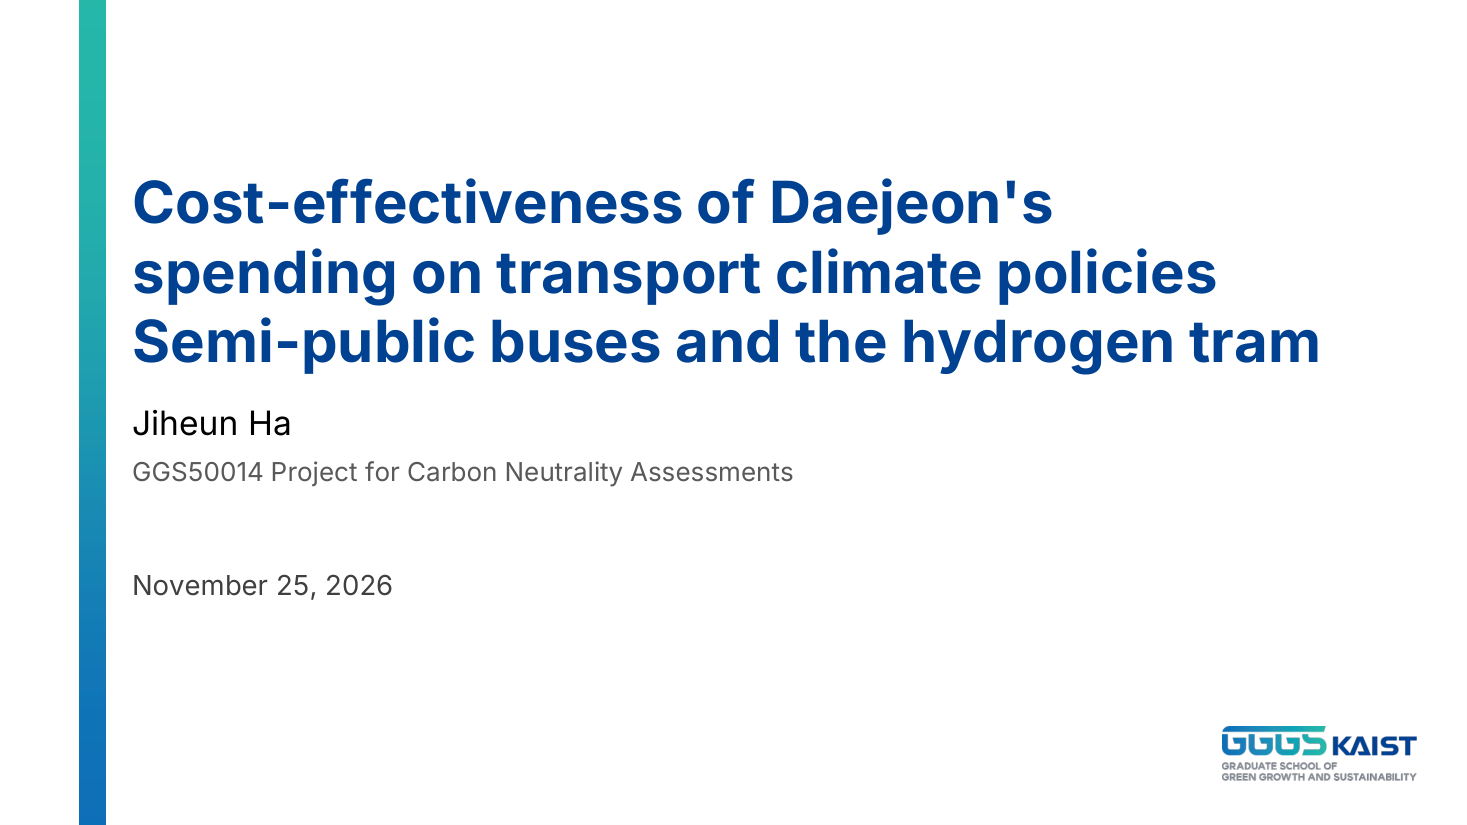 Cost-effectiveness of Daejeon's
spending on transport climate policies
Semi-public buses and the hydrogen tram
Jiheun Ha
GGS50014 Project for Carbon Neutrality Assessments
November 25, 2026
GGGS KAIST
GRADUATE SCHOOL OF
GREEN GROWTH AND SUSTAINABILITY